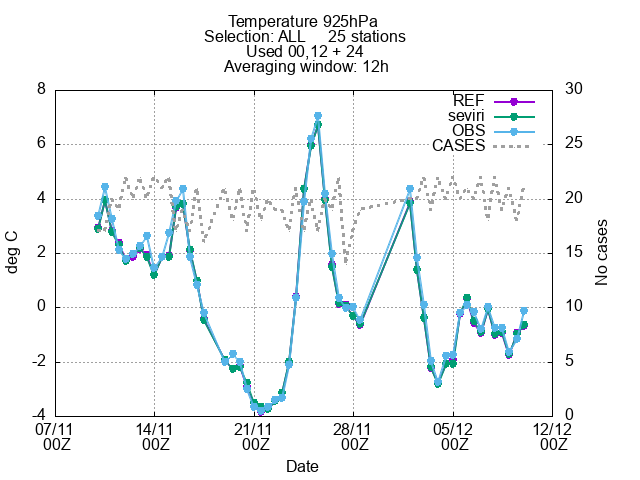 Temperature 925hPa
Selection: ALL 25 stations
Used 00,12 + 24
Averaging window: 12h
8
6
4
2
0
-2
-4
30
25
20
15
10
5
0
REF
seviri
OBS
CASES
deg C
No cases
07/11 14/11 21/11 28/11 05/12 12/12
00Z 00Z 00Z 00Z 00Z 00Z
Date